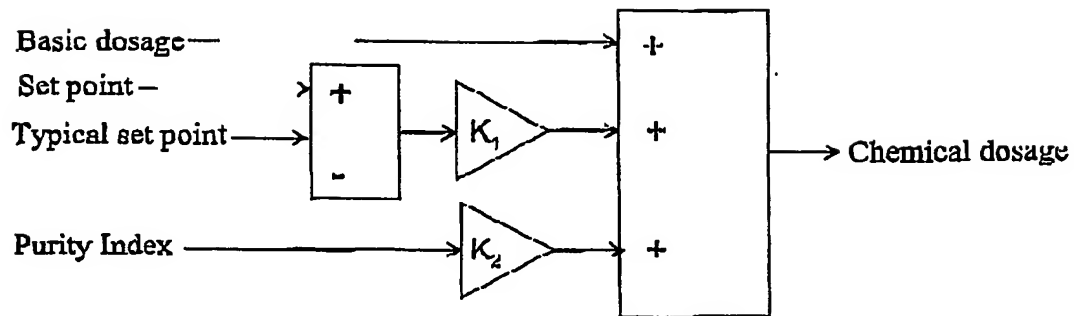 Basic dosage
+
Set point
+
Typical set point
-
K₁
+
Chemical dosage
Purity Index
K₂
+